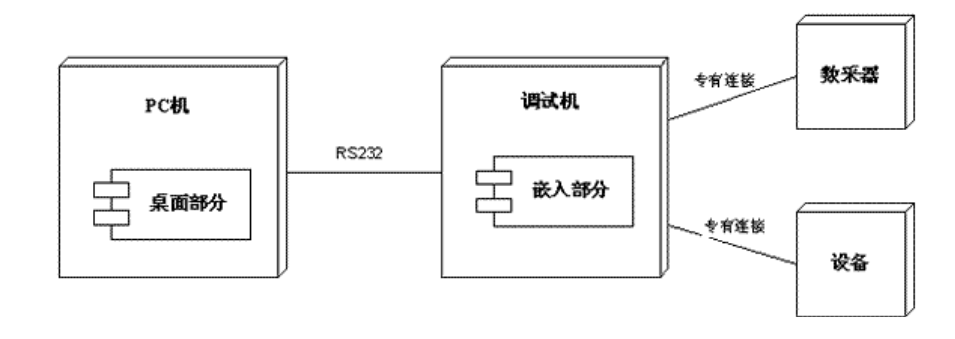 PC机
桌面部分
RS232
调试机
嵌入部分
专有连接
数采器
专有连接
设备